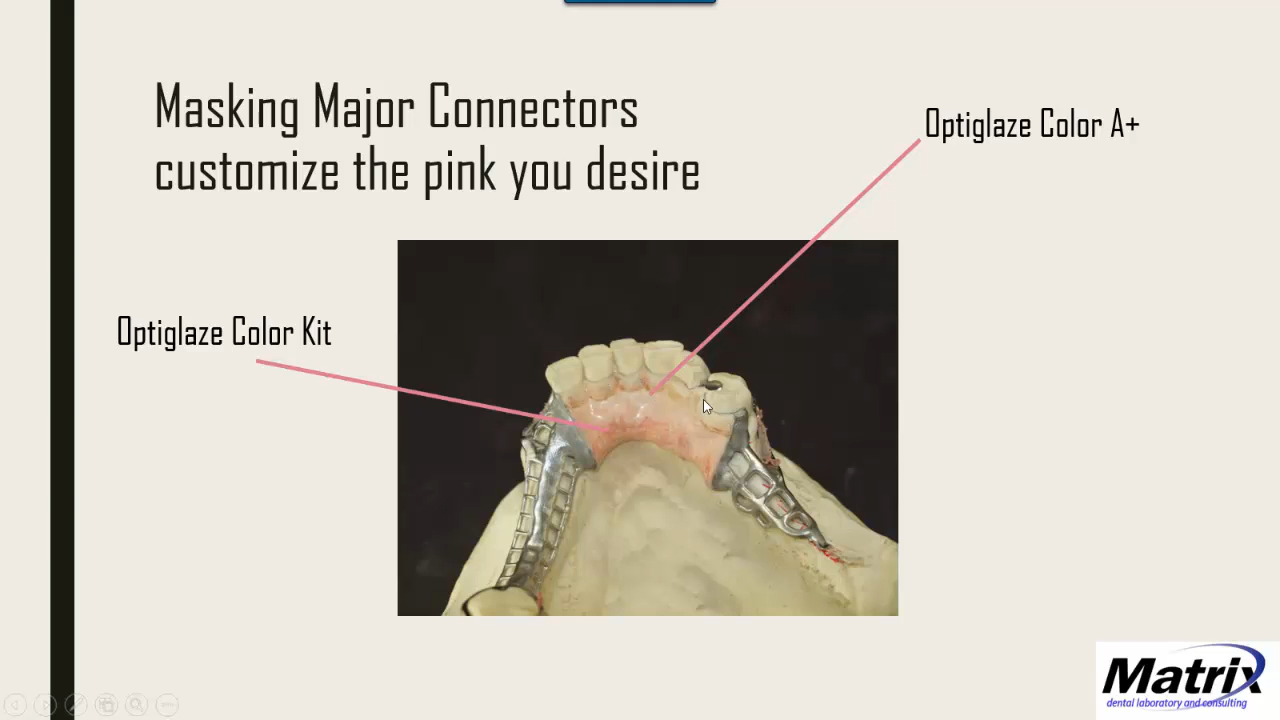 Masking Major Connectors
customize the pink you desire
Optiglaze Color A+
Optiglaze Color Kit
Matrix
dental laboratory and consulting